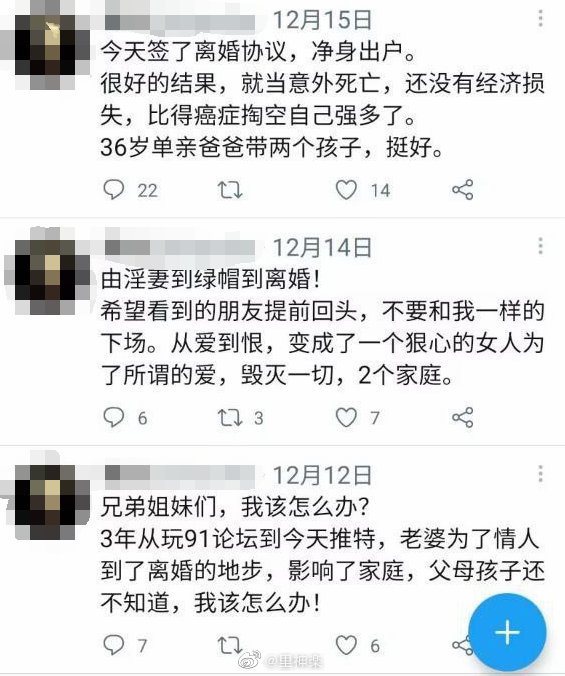 12月15日
今天签了离婚协议，净身出户。
很好的结果，就当意外死亡，还没有经济损
失，比得癌症掏空自己强多了。
36岁单亲爸爸带两个孩子，挺好。
22 14
12月14日
由淫妻到绿帽到离婚！
希望看到的朋友提前回头，不要和我一样的
下场。从爱到恨，变成了一个狠心的女人为
了所谓的爱，毁灭一切，2个家庭。
6 3 7
12月12日
兄弟姐妹们，我该怎么办？
3年从玩91论坛到今天推特，老婆为了情人
到了离婚的地步，影响了家庭，父母孩子还
不知道，我该怎么办！
7 6